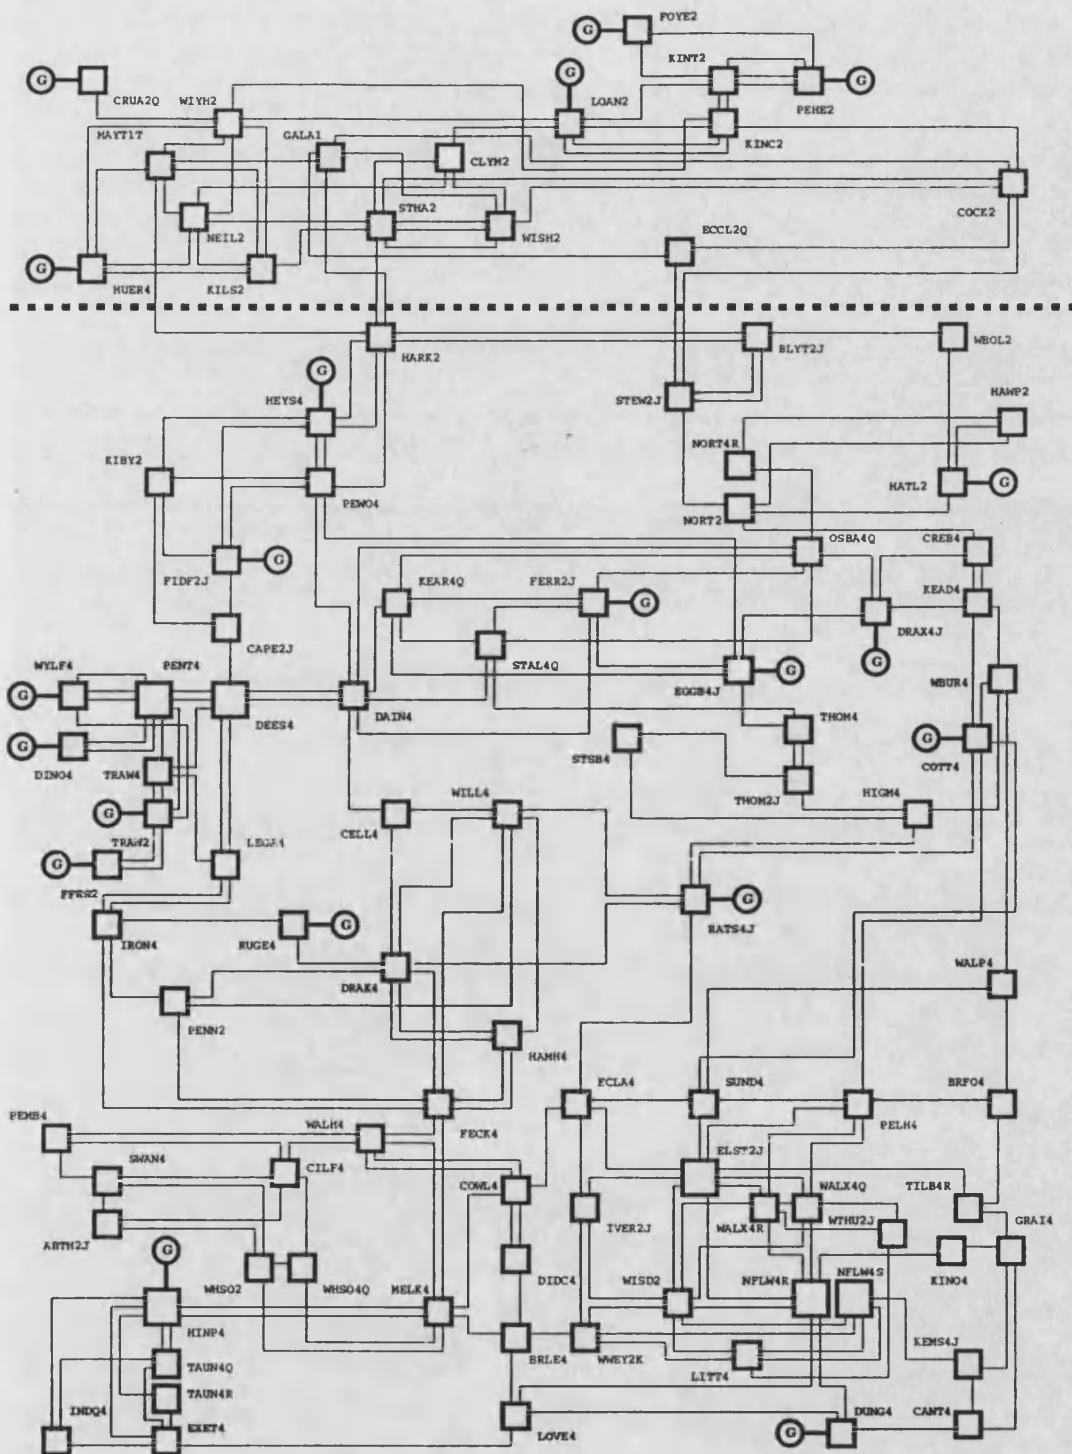 FOYE2
G
KINT2
G
G
G
CRUA2Q
WIYH2
LOAN2
PEHE2
MAYT1T
GALA1
CLYM2
KINC2
COCK2
STHA2
NEIL2
WISH2
ECCL2Q
G
HUER4
KILS2
HARK2
BLYT2J
WBOL2
G
HEYS4
STEW2J
HAWP2
NORT4R
KIBY2
PEWO4
HATL2
G
NORT2
OSBA4Q
CREB4
FIDF2J
G
KEAR4Q
FERR2J
KEAD4
G
DRAX4J
CAPE2J
STAL4Q
G
WYLF4
PENT4
EGGB4J
G
WBUR4
G
DEES4
DAIN4
THOM4
G
G
COTT4
DINO4
TRAW4
STSB4
WILL4
THOM2J
HIGM4
G
CELL4
TRAW2
LEGA4
G
FFES2
G
RATS4J
IRON4
RUGE4
G
WALP4
DRAK4
PENN2
HAMH4
ECLA4
SUND4
BRFO4
PEMB4
WALH4
FECK4
PELH4
SWAN4
ELST2J
CILF4
COWL4
WALX4Q
TILB4R
ABTH2J
IVER2J
WALX4R
WTHU2J
GRAI4
G
WHSO2
WHSO4Q
MELK4
DIDC4
WISD2
NFLW4R
NFLW4S
KINO4
HINP4
BRLE4
WWEY2K
KEMS4J
TAUN4Q
LITT4
TAUN4R
INDQ4
EXET4
LOVE4
G
DUNG4
CANT4